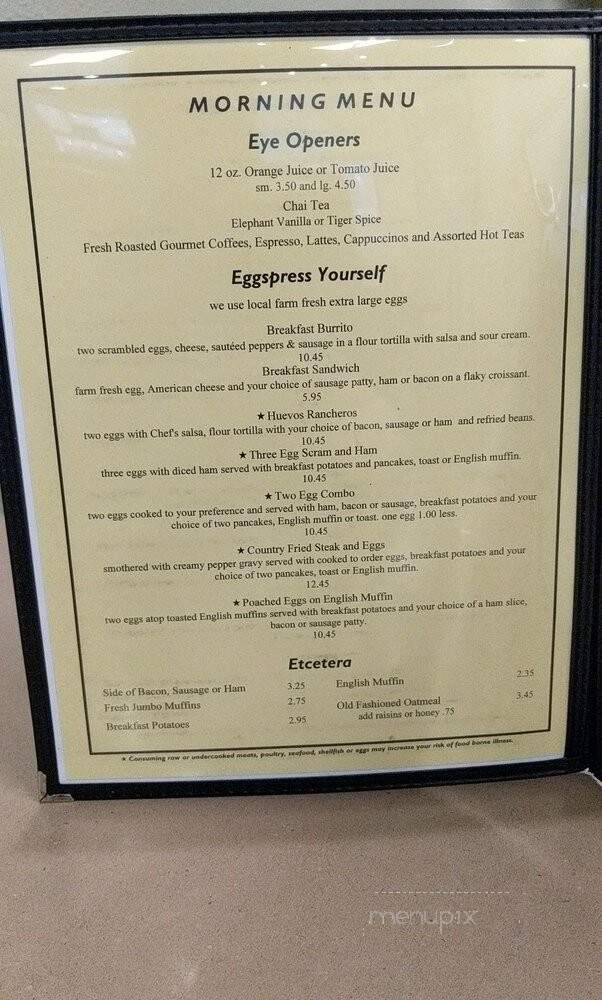 MORNING MENU
Eye Openers
12 oz. Orange Juice or Tomato Juice
sm. 3.50 and lg. 4.50
Chai Tea
Elephant Vanilla or Tiger Spice
Fresh Roasted Gourmet Coffees, Espresso, Lattes, Cappuccinos and Assorted Hot Teas
Eggspress Yourself
we use local farm fresh extra large eggs
Breakfast Burrito
two scrambled eggs, cheese, sautéed peppers & sausage in a flour tortilla with salsa and sour cream.
10.45
Breakfast Sandwich
farm fresh egg, American cheese and your choice of sausage patty, ham or bacon on a flaky croissant.
5.95
★ Huevos Rancheros
two eggs with Chef's salsa, flour tortilla with your choice of bacon, sausage or ham and refried beans.
10.45
★ Three Egg Scram and Ham
three eggs with diced ham served with breakfast potatoes and pancakes, toast or English muffin.
10.45
★ Two Egg Combo
two eggs cooked to your preference and served with ham, bacon or sausage, breakfast potatoes and your
choice of two pancakes, English muffin or toast. one egg 1.00 less.
10.45
★ Country Fried Steak and Eggs
smothered with creamy pepper gravy served with cooked to order eggs, breakfast potatoes and your
choice of two pancakes, toast or English muffin.
12.45
★ Poached Eggs on English Muffin
two eggs atop toasted English muffins served with breakfast potatoes and your choice of a ham slice,
bacon or sausage patty.
10.45
Etcetera
Side of Bacon, Sausage or Ham 3.25
Fresh Jumbo Muffins 2.75
Breakfast Potatoes 2.95
English Muffin 2.35
Old Fashioned Oatmeal 3.45
add raisins or honey .75
★ Consuming raw or undercooked meats, poultry, seafood, shellfish or eggs may increase your risk of food borne illness.
menupix